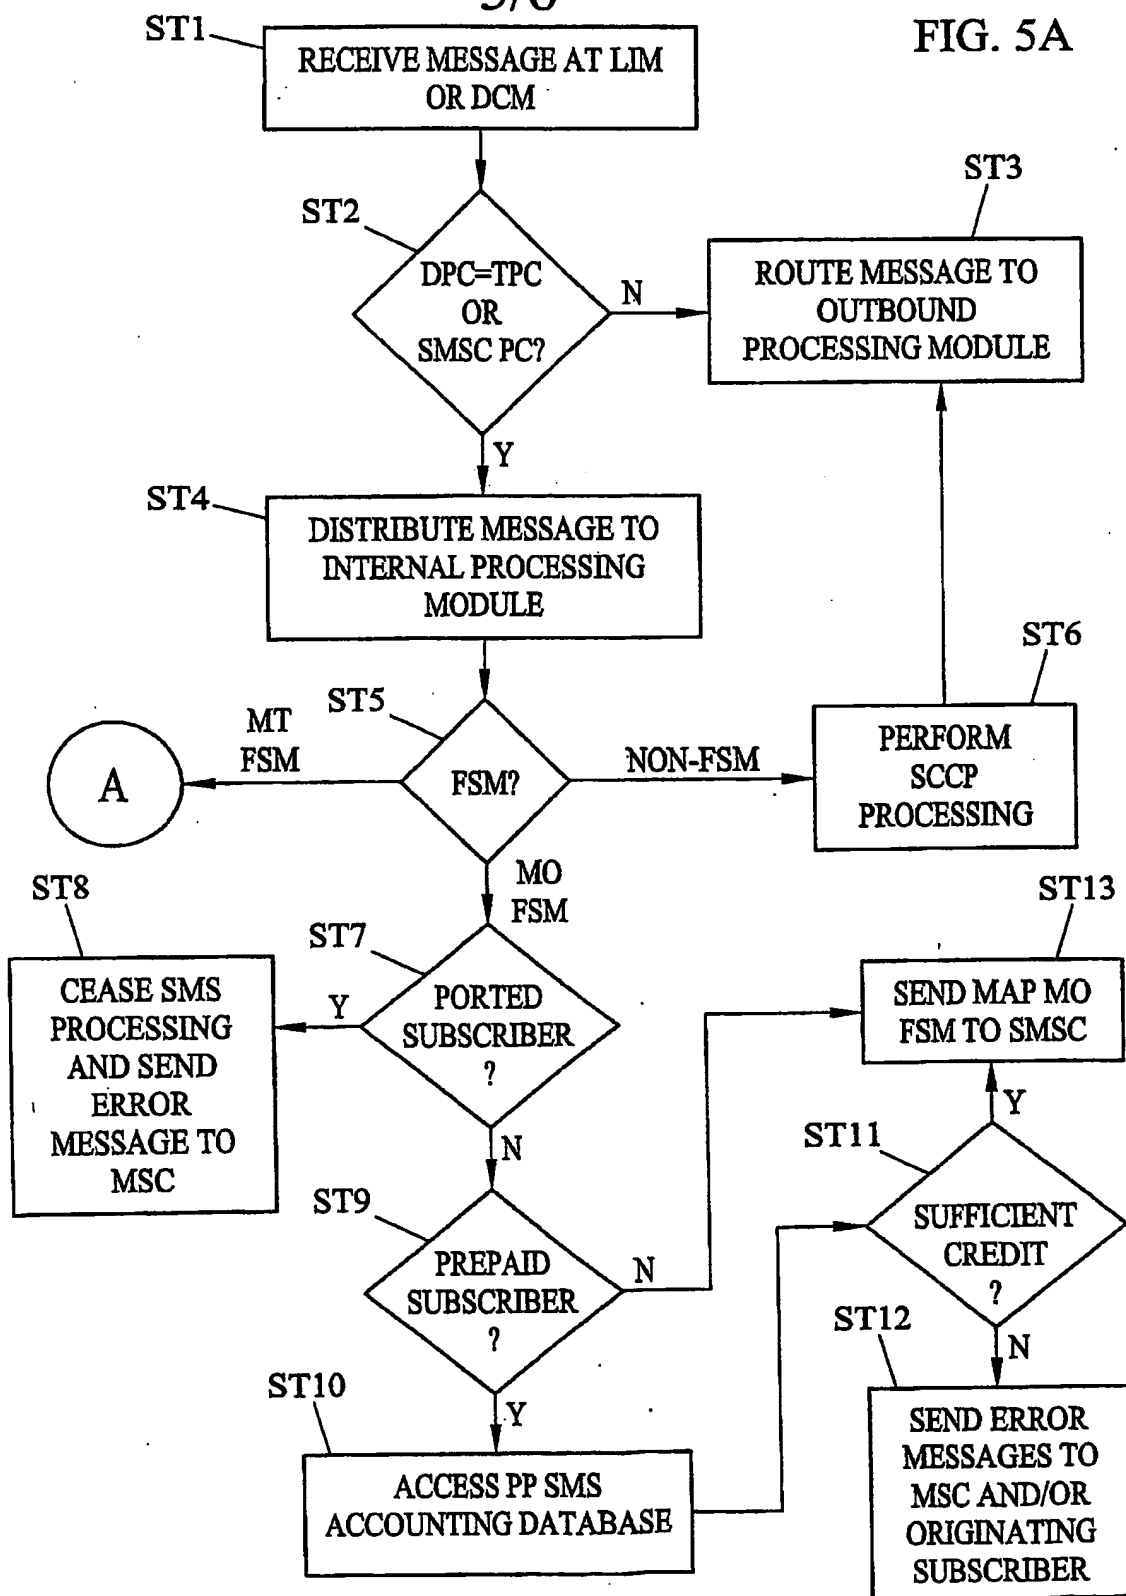 FIG. 5A
ST1
RECEIVE MESSAGE AT LIM
OR DCM
ST2
DPC=TPC
OR
SMSC PC?
N
Y
ST3
ROUTE MESSAGE TO
OUTBOUND
PROCESSING MODULE
ST4
DISTRIBUTE MESSAGE TO
INTERNAL PROCESSING
MODULE
ST5
FSM?
MT
FSM
A
NON-FSM
ST6
PERFORM
SCCP
PROCESSING
MO
FSM
ST7
PORTED
SUBSCRIBER
?
Y
N
ST8
CEASE SMS
PROCESSING
AND SEND
ERROR
MESSAGE TO
MSC
ST9
PREPAID
SUBSCRIBER
?
N
Y
ST10
ACCESS PP SMS
ACCOUNTING DATABASE
ST13
SEND MAP MO
FSM TO SMSC
Y
ST11
SUFFICIENT
CREDIT
?
N
ST12
SEND ERROR
MESSAGES TO
MSC AND/OR
ORIGINATING
SUBSCRIBER